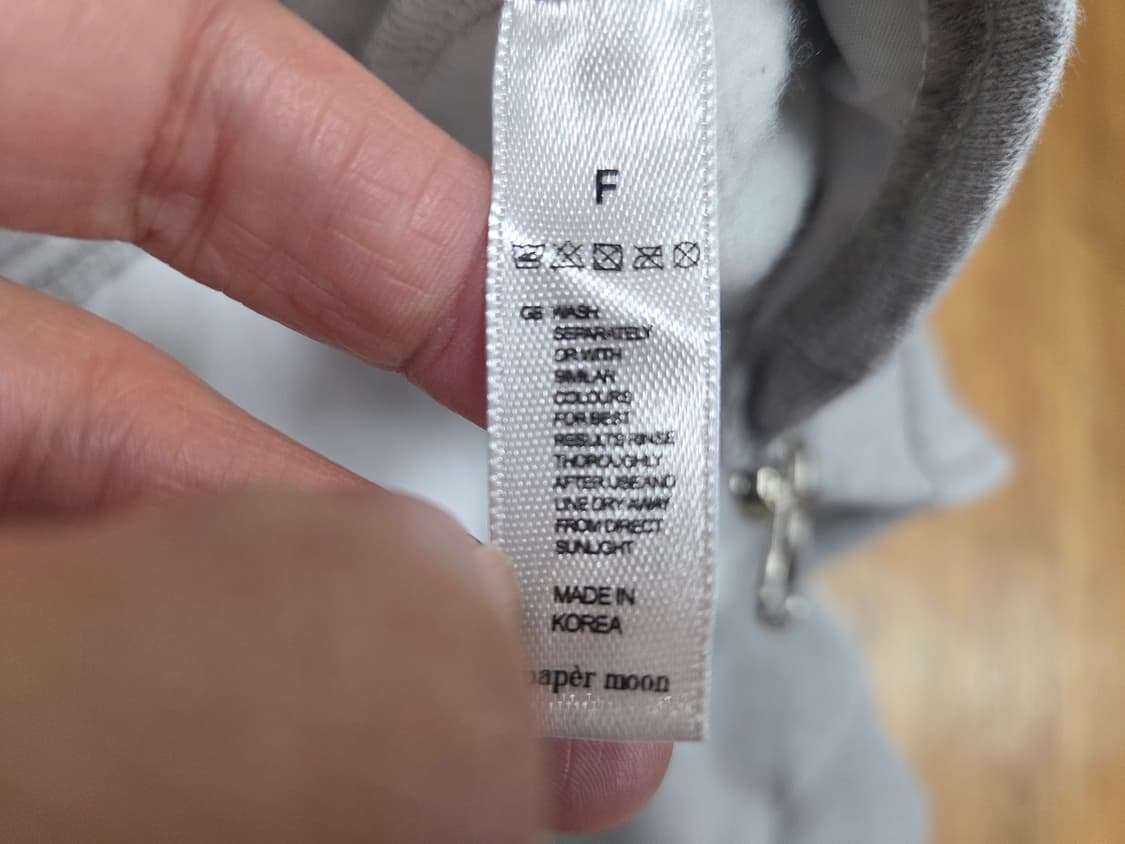 F
GB WASH
SEPARATELY
OR WITH
SIMILAR
COLOURS
FOR BEST
RESULTS RINSE
THOROUGHLY
AFTER USE AND
LINE DRY AWAY
FROM DIRECT
SUNLIGHT
MADE IN
KOREA
apèr moon